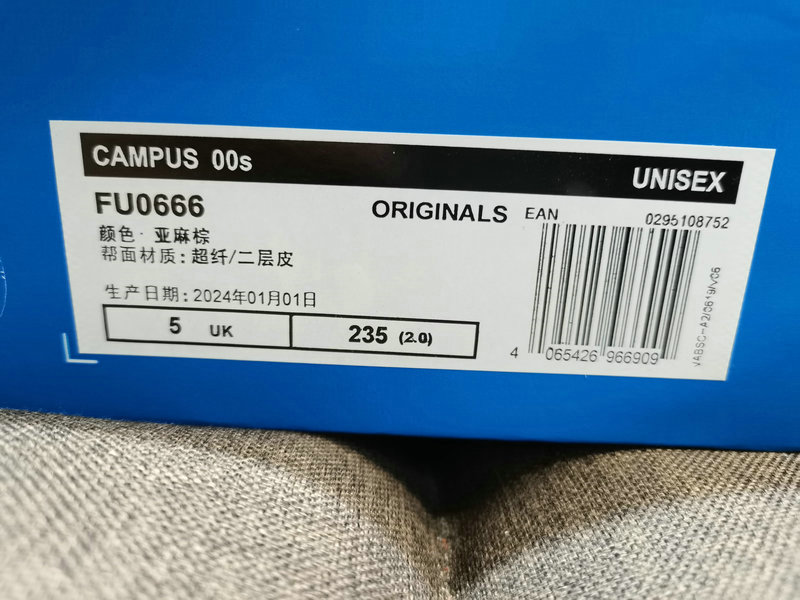 CAMPUS 00s
UNISEX
FU0666
ORIGINALS
EAN
0295108752
颜色: 亚麻棕
帮面材质: 超纤/二层皮
生产日期: 2024年01月01日
5 UK
235 (2.0)
4 065426 966909